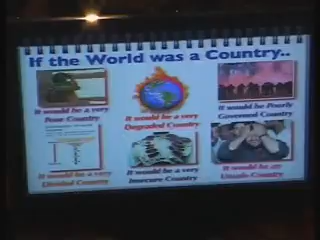 If the World was a Country..
It would be a very
Poor Country
It would be a very
Degraded Country
It would be Poorly
Governed Country
It would be a very
Divided Country
It would be a very
Insecure Country
It would be an
Unsafe Country